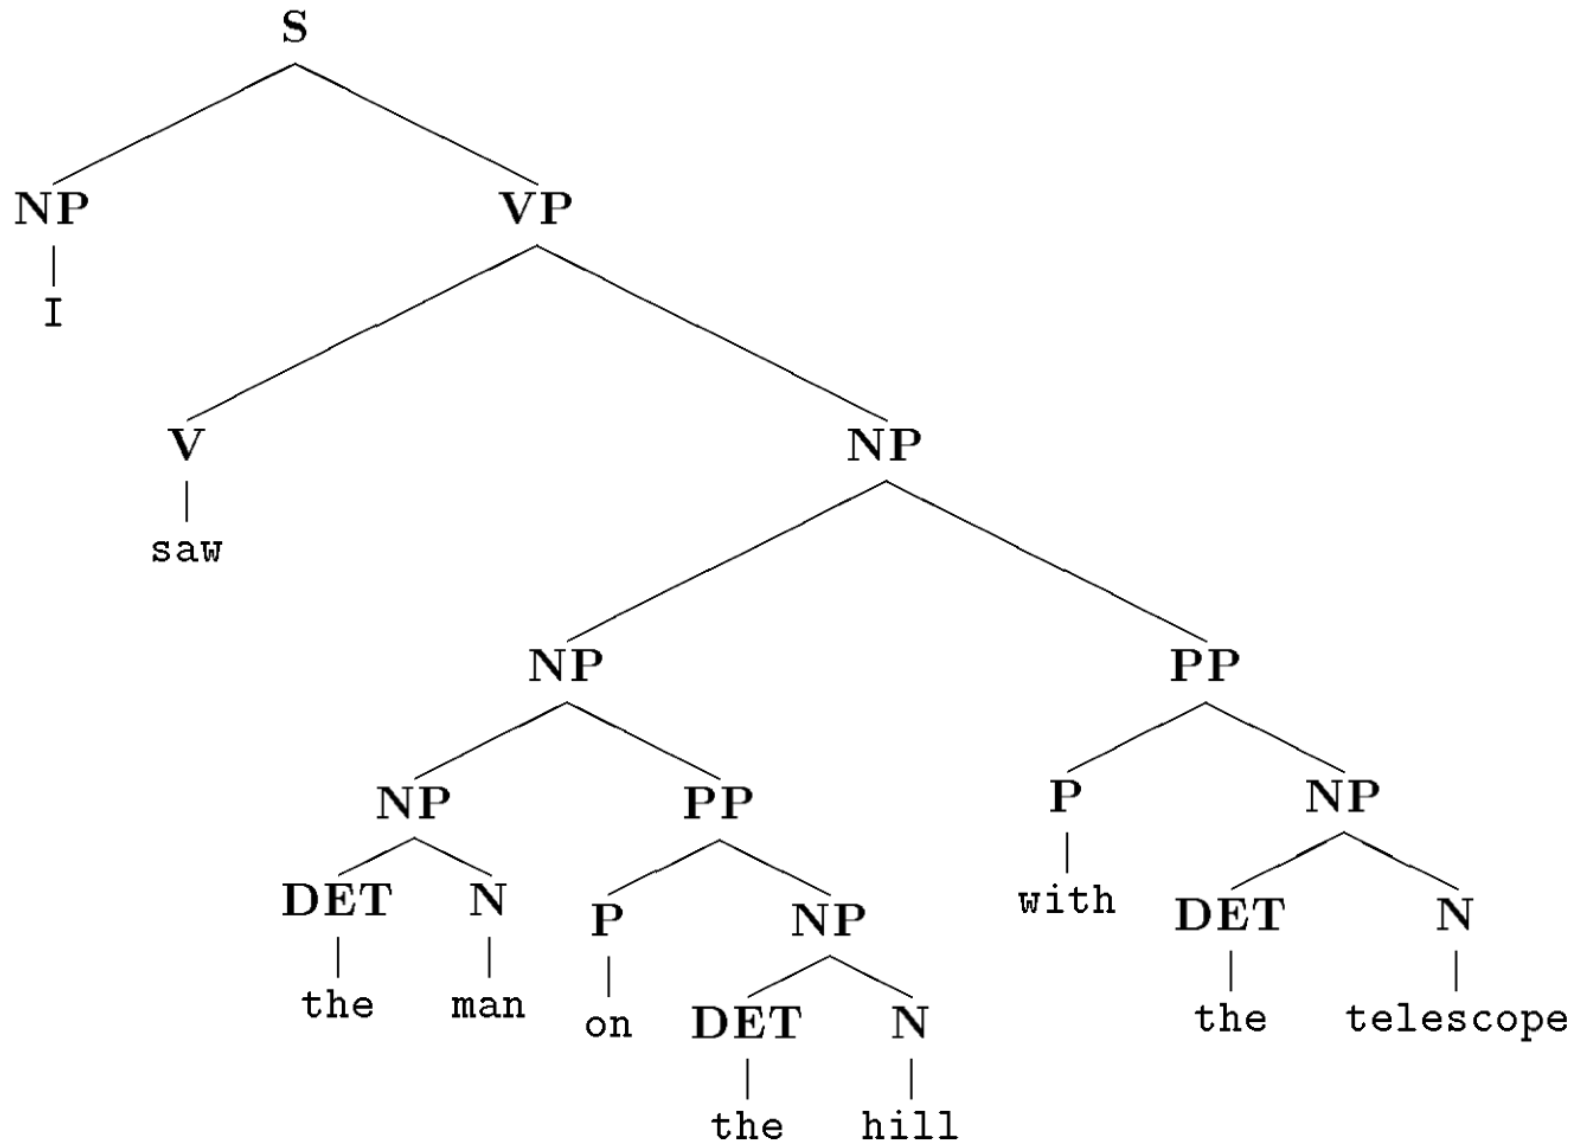 S
NP VP
I
V NP
saw
NP PP
NP PP P NP
DET N P NP with DET N
the man on DET N the telescope
the hill